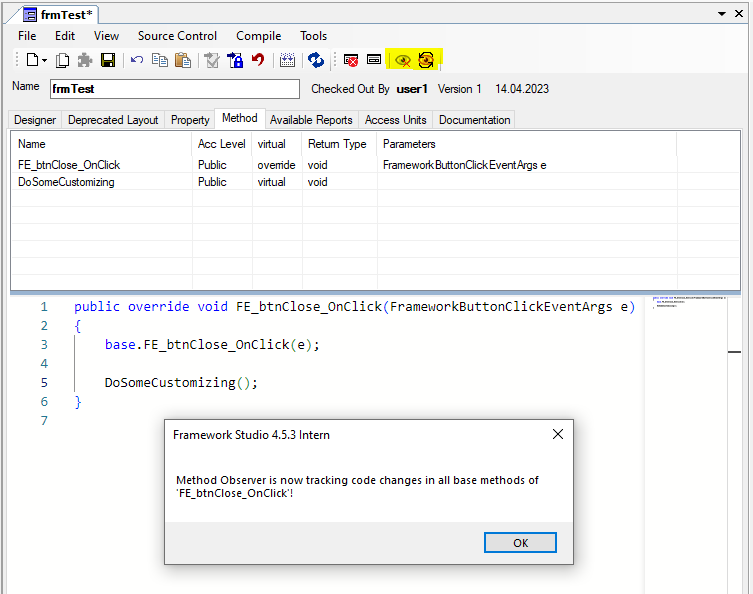 frmTest*
File Edit View Source Control Compile Tools
Name frmTest Checked Out By user1 Version 1 14.04.2023
Designer Deprecated Layout Property Method Available Reports Access Units Documentation
Name Acc Level virtual Return Type Parameters
FE_btnClose_OnClick Public override void FrameworkButtonClickEventArgs e
DoSomeCustomizing Public virtual void
1 public override void FE_btnClose_OnClick(FrameworkButtonClickEventArgs e)
2 {
3 base.FE_btnClose_OnClick(e);
4
5 DoSomeCustomizing();
6 }
7
Framework Studio 4.5.3 Intern
Method Observer is now tracking code changes in all base methods of
'FE_btnClose_OnClick'!
OK